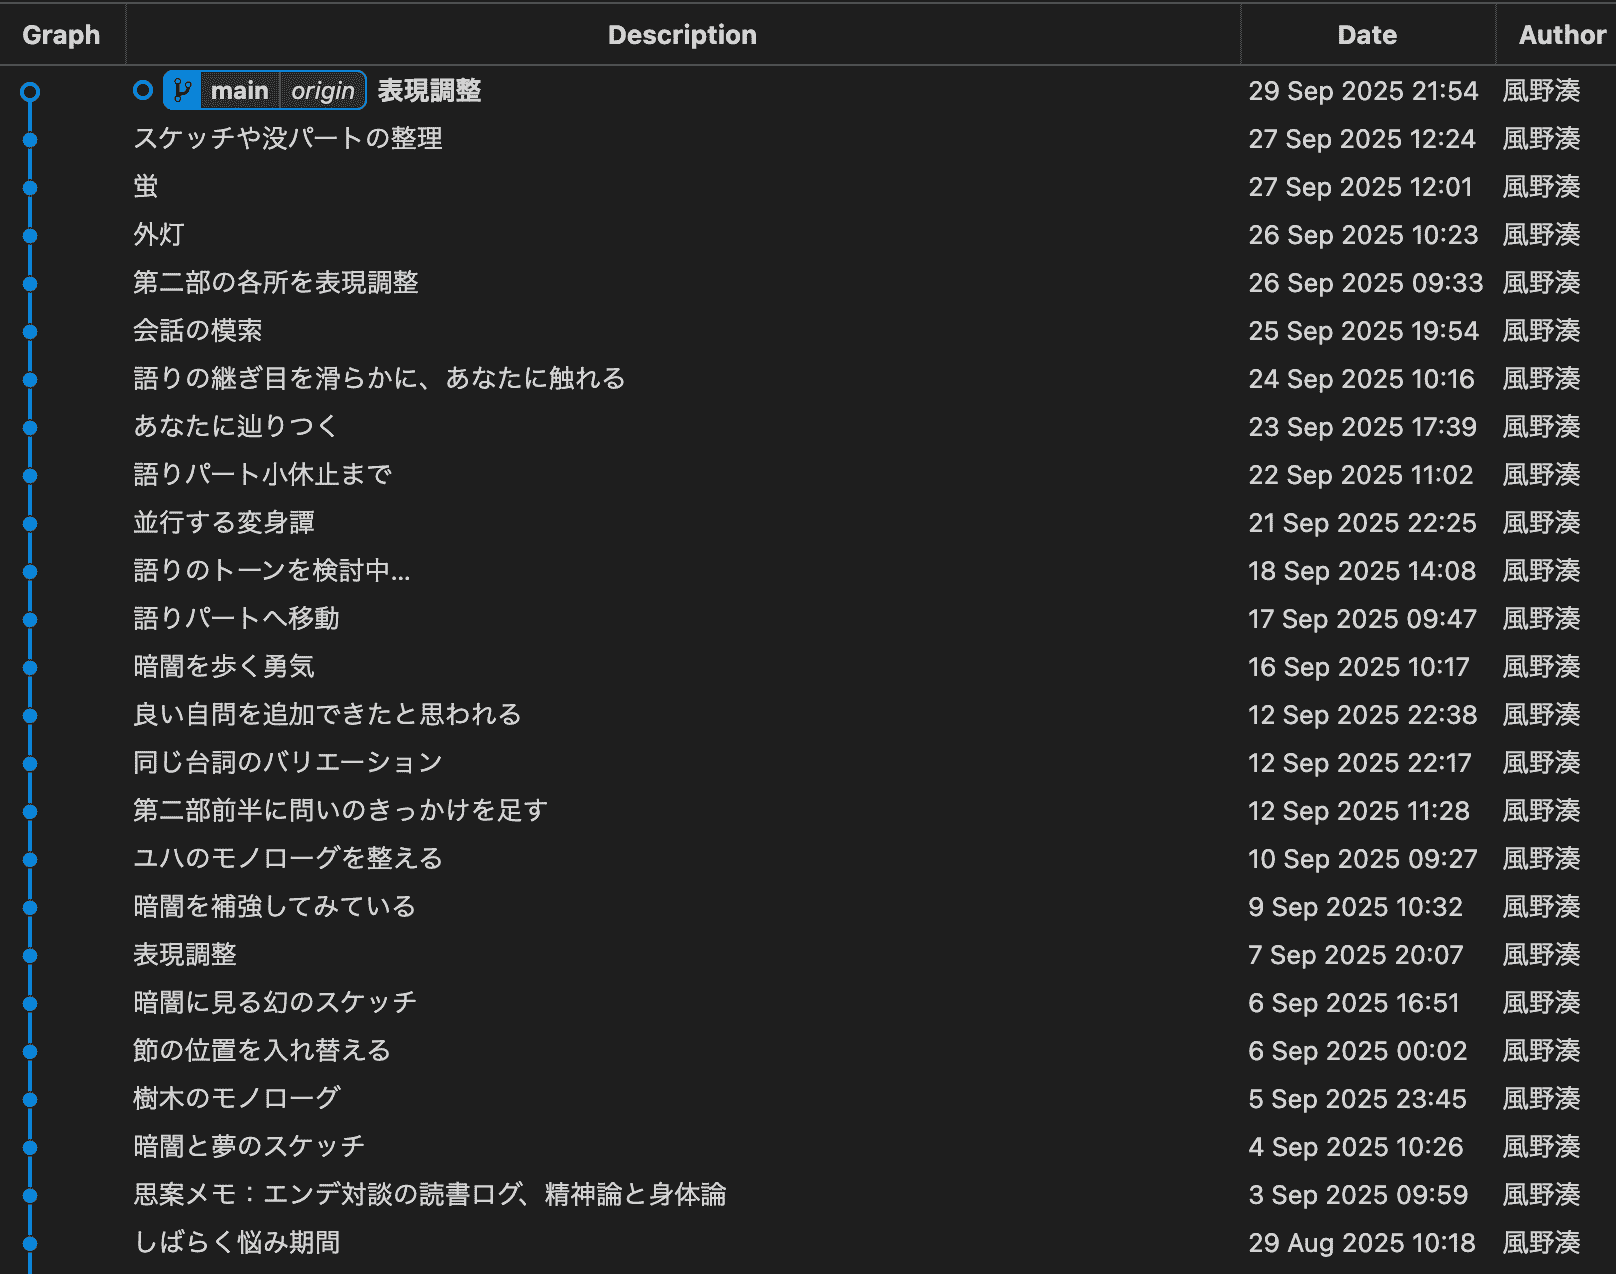 Graph Description Date Author
main origin 表現調整 29 Sep 2025 21:54 風野湊
スケッチや没パートの整理 27 Sep 2025 12:24 風野湊
蛍 27 Sep 2025 12:01 風野湊
外灯 26 Sep 2025 10:23 風野湊
第二部の各所を表現調整 26 Sep 2025 09:33 風野湊
会話の模索 25 Sep 2025 19:54 風野湊
語りの継ぎ目を滑らかに、あなたに触れる 24 Sep 2025 10:16 風野湊
あなたに辿りつく 23 Sep 2025 17:39 風野湊
語りパート小休止まで 22 Sep 2025 11:02 風野湊
並行する変身譚 21 Sep 2025 22:25 風野湊
語りのトーンを検討中... 18 Sep 2025 14:08 風野湊
語りパートへ移動 17 Sep 2025 09:47 風野湊
暗闇を歩く勇気 16 Sep 2025 10:17 風野湊
良い自問を追加できたと思われる 12 Sep 2025 22:38 風野湊
同じ台詞のバリエーション 12 Sep 2025 22:17 風野湊
第二部前半に問いのきっかけを足す 12 Sep 2025 11:28 風野湊
ユハのモノローグを整える 10 Sep 2025 09:27 風野湊
暗闇を補強してみている 9 Sep 2025 10:32 風野湊
表現調整 7 Sep 2025 20:07 風野湊
暗闇に見る幻のスケッチ 6 Sep 2025 16:51 風野湊
節の位置を入れ替える 6 Sep 2025 00:02 風野湊
樹木のモノローグ 5 Sep 2025 23:45 風野湊
暗闇と夢のスケッチ 4 Sep 2025 10:26 風野湊
思案メモ：エンデ対談の読書ログ、精神論と身体論 3 Sep 2025 09:59 風野湊
しばらく悩み期間 29 Aug 2025 10:18 風野湊